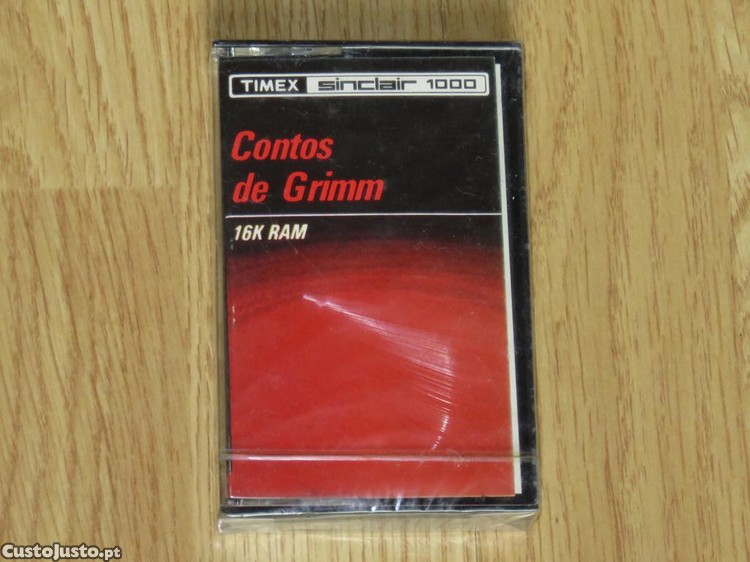 TIMEX sinclair 1000
Contos
de Grimm
16K RAM
CustoJusto.pt